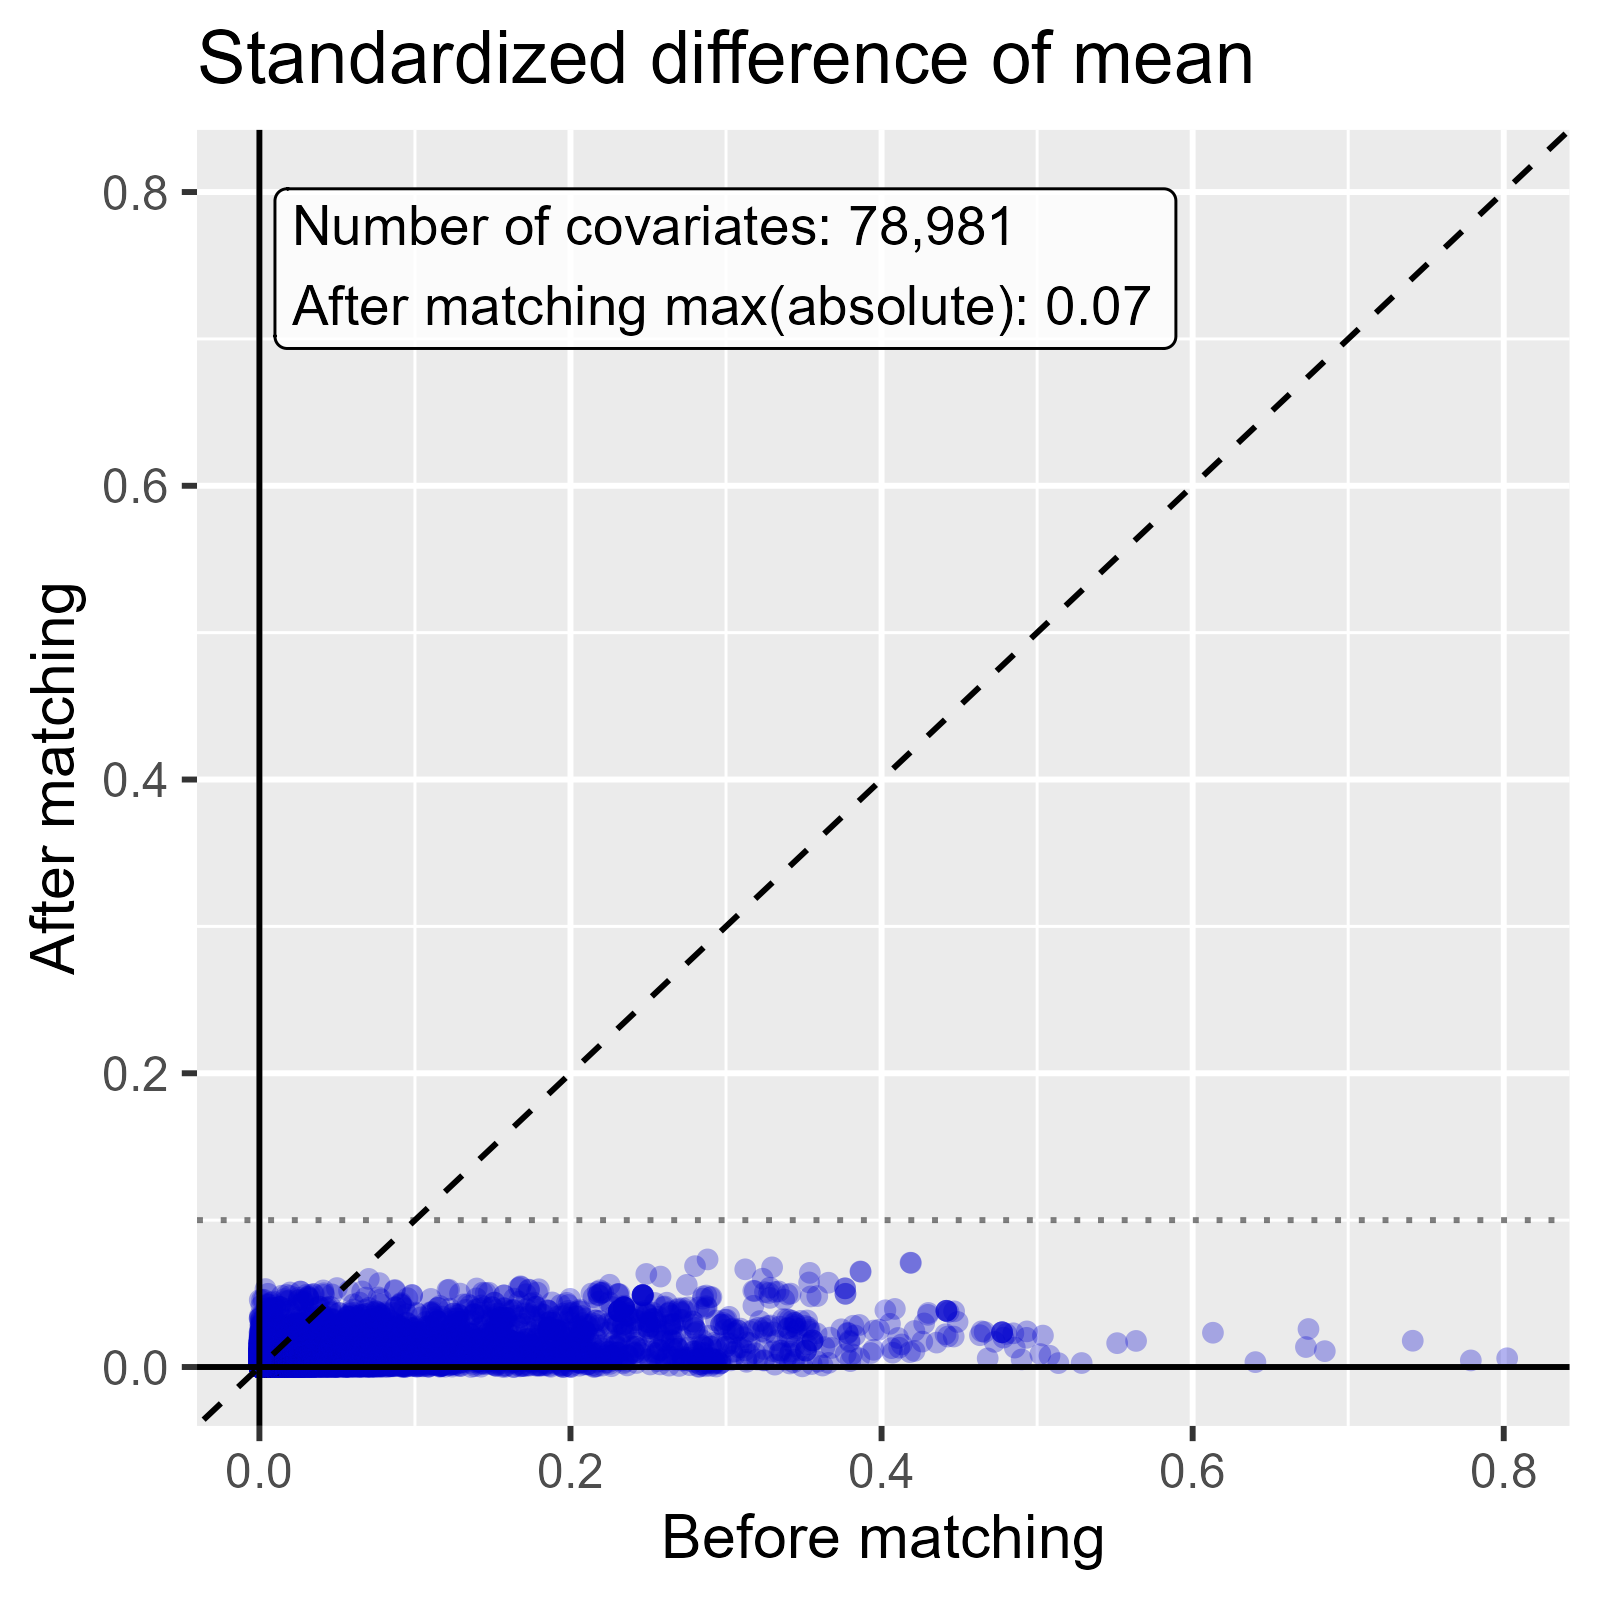 Standardized difference of mean
Number of covariates: 78,981
After matching max(absolute): 0.07
After matching
0.8
0.6
0.4
0.2
0.0
0.0 0.2 0.4 0.6 0.8
Before matching